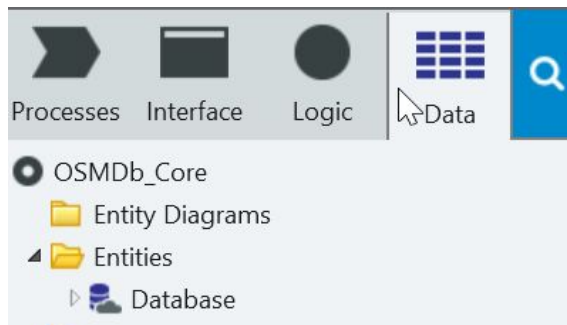 Processes Interface Logic Data
OSMDb_Core
Entity Diagrams
Entities
Database